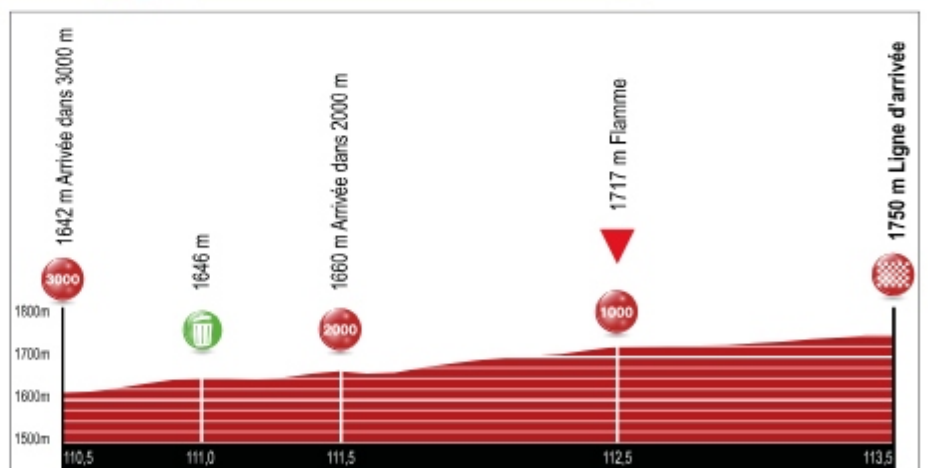 1642 m Arrivée dans 3000 m
1646 m
1660 m Arrivée dans 2000 m
1717 m Flamme
1750 m Ligne d'arrivée
3000
2000
1000
1800m
1700m
1600m
1500m
110,5
111,0
111,5
112,5
113,5